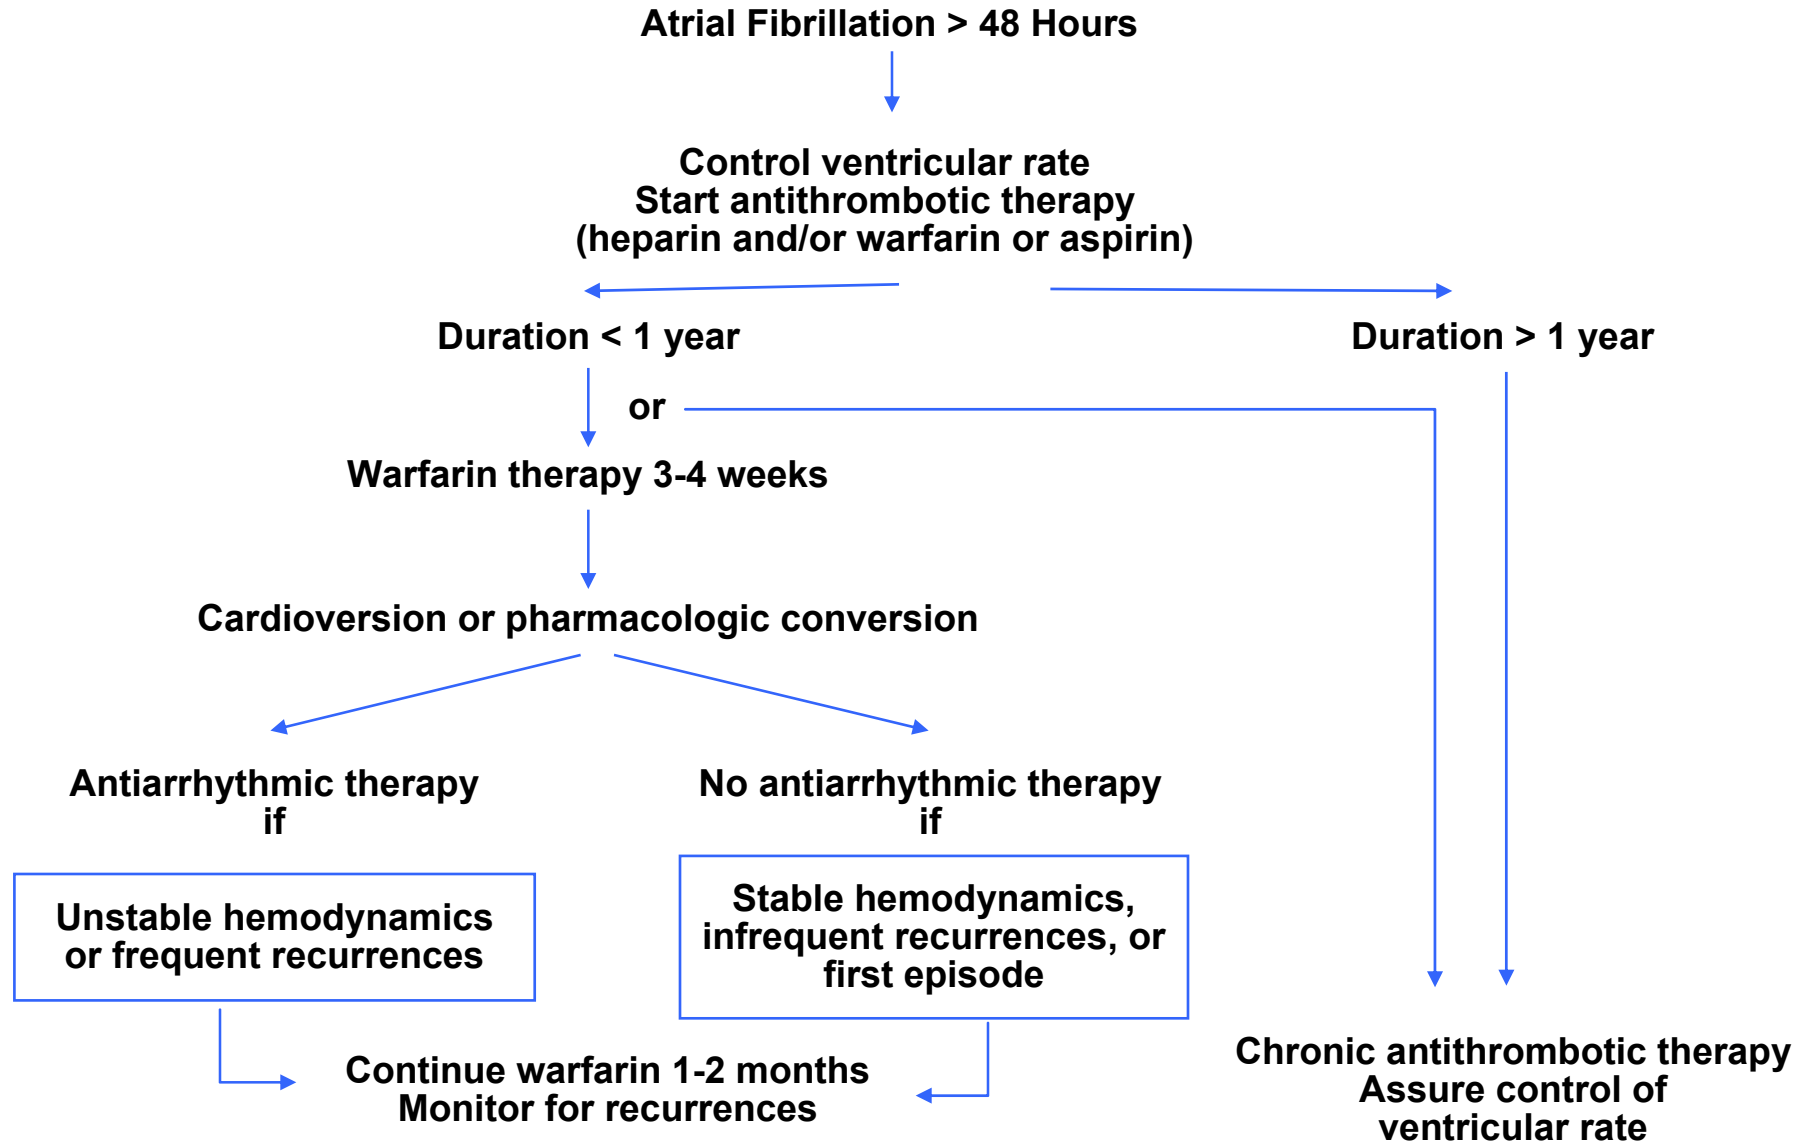 Atrial Fibrillation > 48 Hours
Control ventricular rate
Start antithrombotic therapy
(heparin and/or warfarin or aspirin)
Duration < 1 year
Duration > 1 year
or
Warfarin therapy 3-4 weeks
Cardioversion or pharmacologic conversion
Antiarrhythmic therapy
if
No antiarrhythmic therapy
if
Unstable hemodynamics
or frequent recurrences
Stable hemodynamics,
infrequent recurrences, or
first episode
Continue warfarin 1-2 months
Monitor for recurrences
Chronic antithrombotic therapy
Assure control of
ventricular rate